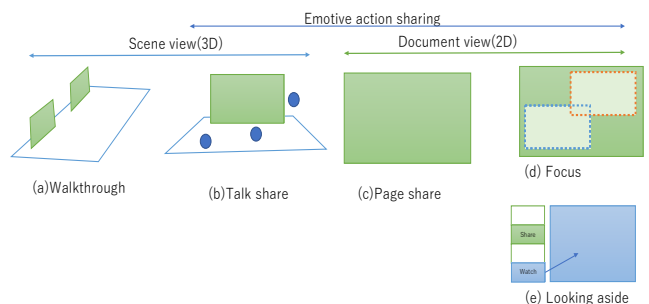 Emotive action sharing
Scene view(3D)
Document view(2D)
(a)Walkthrough
(b)Talk share
(c)Page share
(d) Focus
Share
Watch
(e) Looking aside